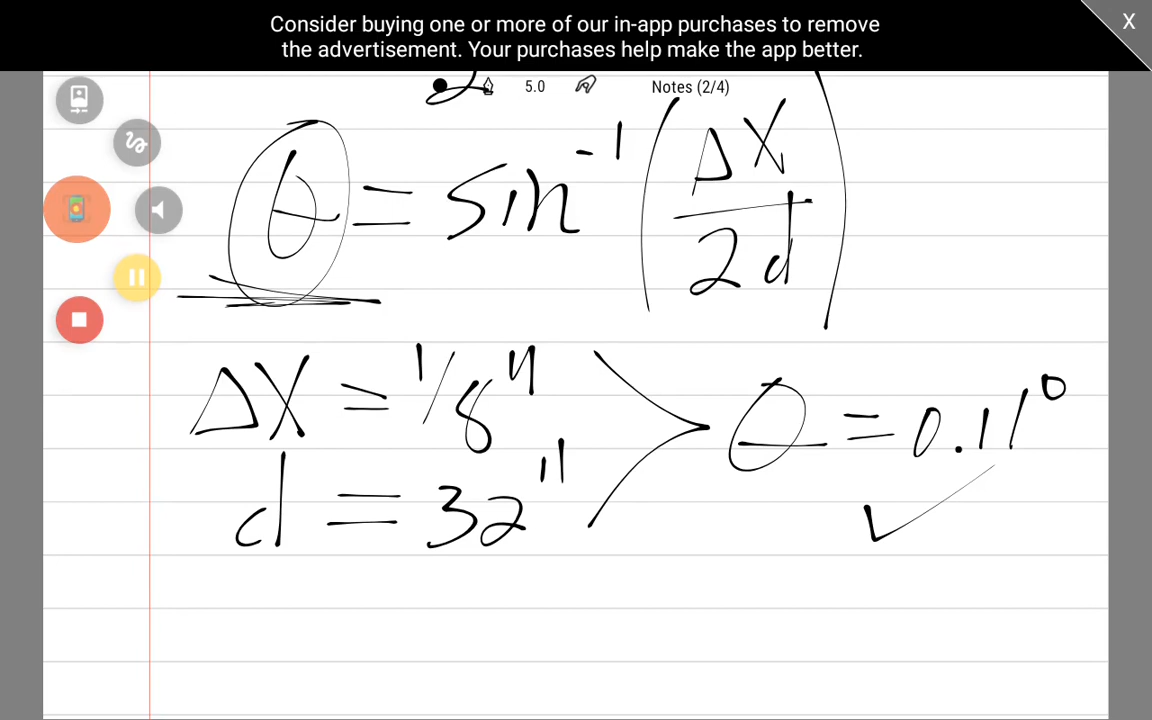 Consider buying one or more of our in-app purchases to remove
the advertisement. Your purchases help make the app better.
X
5.0 Notes (2/4)
θ = sin⁻¹ (ΔX / 2d)
ΔX = 1/8"
θ = 0.11°
d = 32"